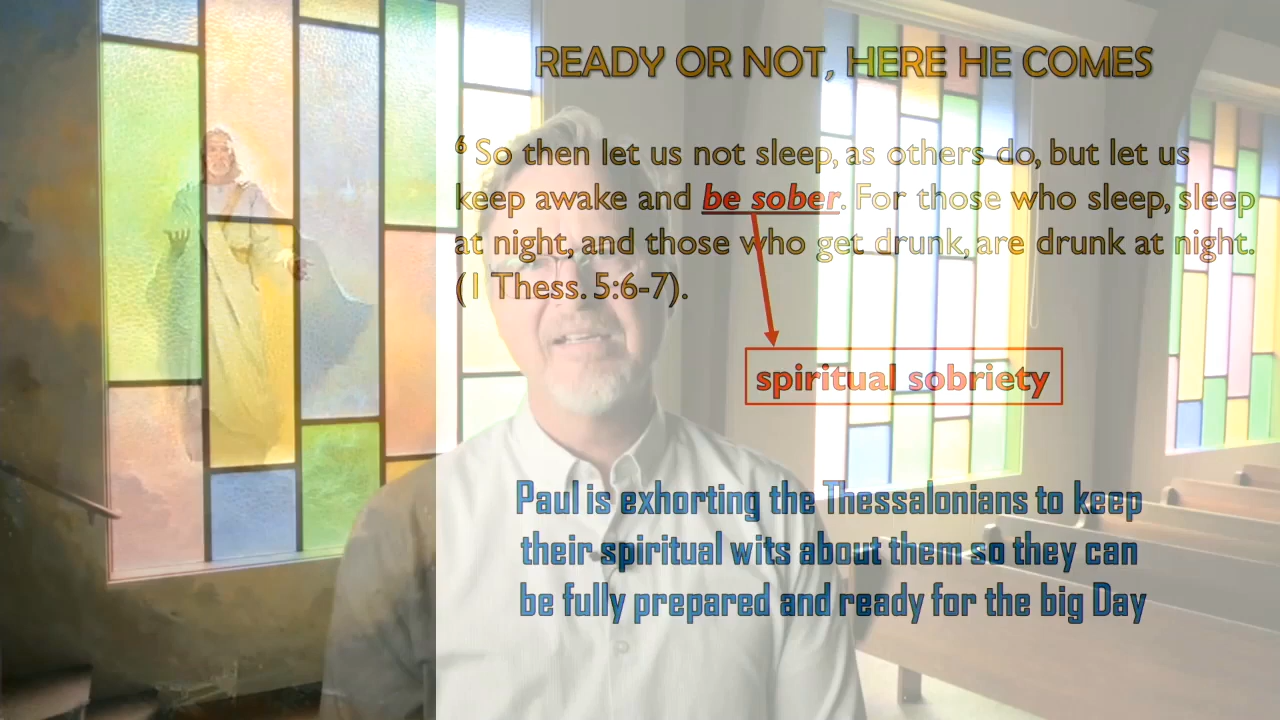 READY OR NOT, HERE HE COMES
6 So then let us not sleep, as others do, but let us
keep awake and be sober. For those who sleep, sleep
at night, and those who get drunk, are drunk at night.
(1 Thess. 5:6-7).
spiritual sobriety
Paul is exhorting the Thessalonians to keep
their spiritual wits about them so they can
be fully prepared and ready for the big Day